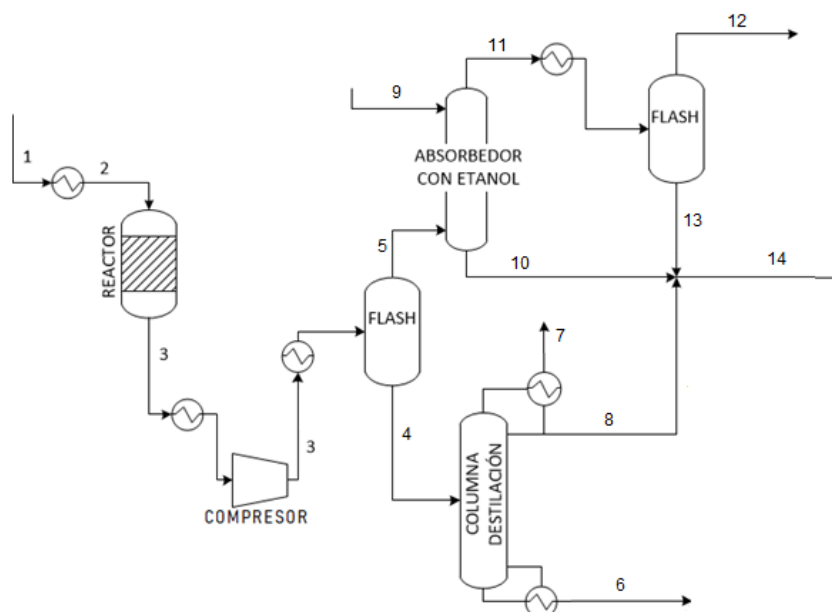 12
11
9
FLASH
ABSORBEDOR
CON ETANOL
1
2
REACTOR
5
13
14
10
FLASH
3
7
4
8
3
COLUMNA
DESTILACIÓN
COMPRESOR
6